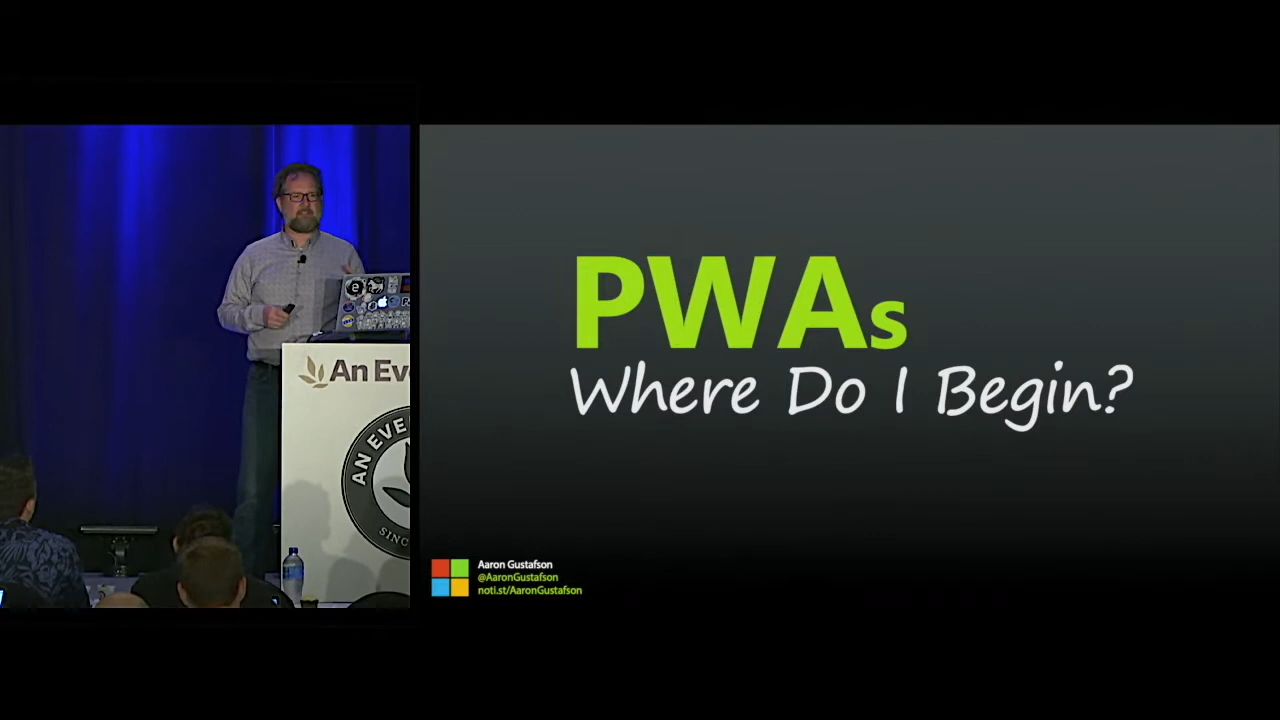 PWAs
Where Do I Begin?
Aaron Gustafson
@AaronGustafson
noti.st/AaronGustafson
An Eve
AN EVE
SINC